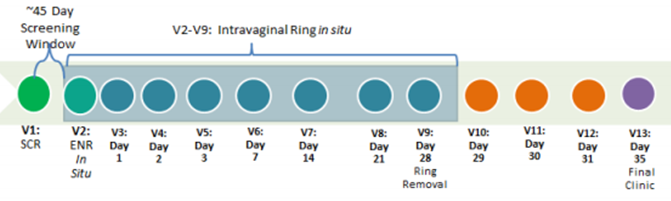 ~45 Day
Screening
Window
V2-V9: Intravaginal Ring in situ
V1:
SCR
V2:
ENR
In
Situ
V3:
Day
1
V4:
Day
2
V5:
Day
3
V6:
Day
7
V7:
Day
14
V8:
Day
21
V9:
Day
28
Ring
Removal
V10:
Day
29
V11:
Day
30
V12:
Day
31
V13:
Day
35
Final
Clinic